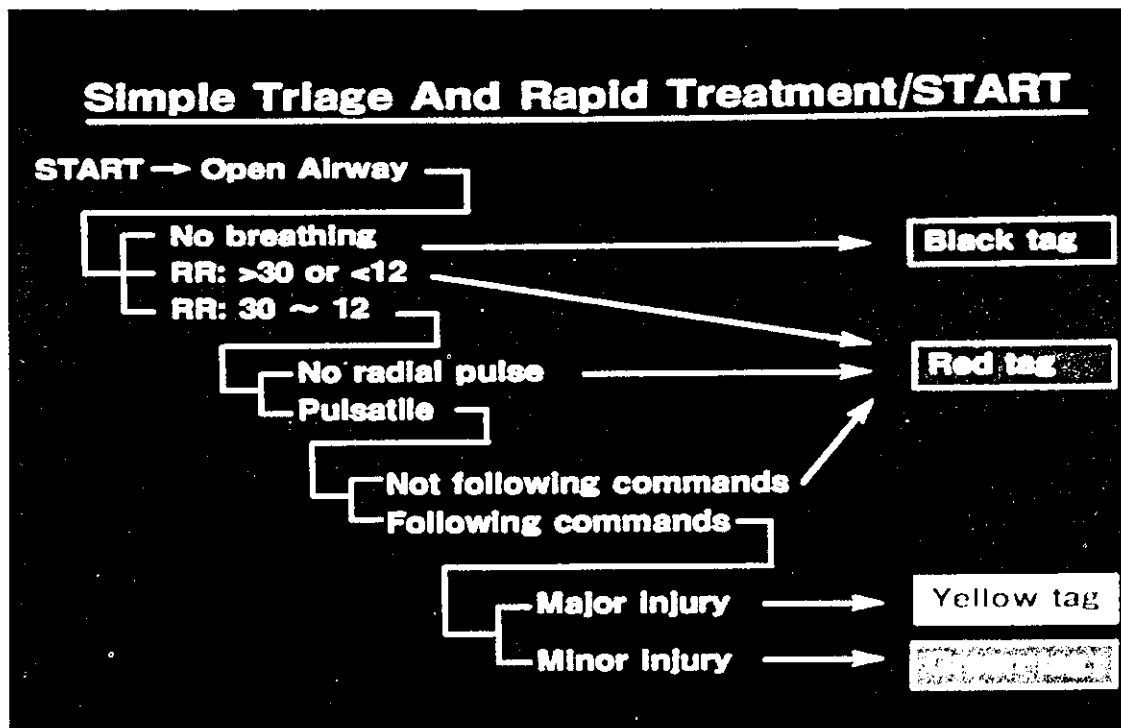 Simple Triage And Rapid Treatment/START
START → Open Airway
No breathing
Black tag
RR: >30 or <12
RR: 30 ~ 12
Red tag
No radial pulse
Pulsatile
Not following commands
Following commands
Major injury
Yellow tag
Minor injury